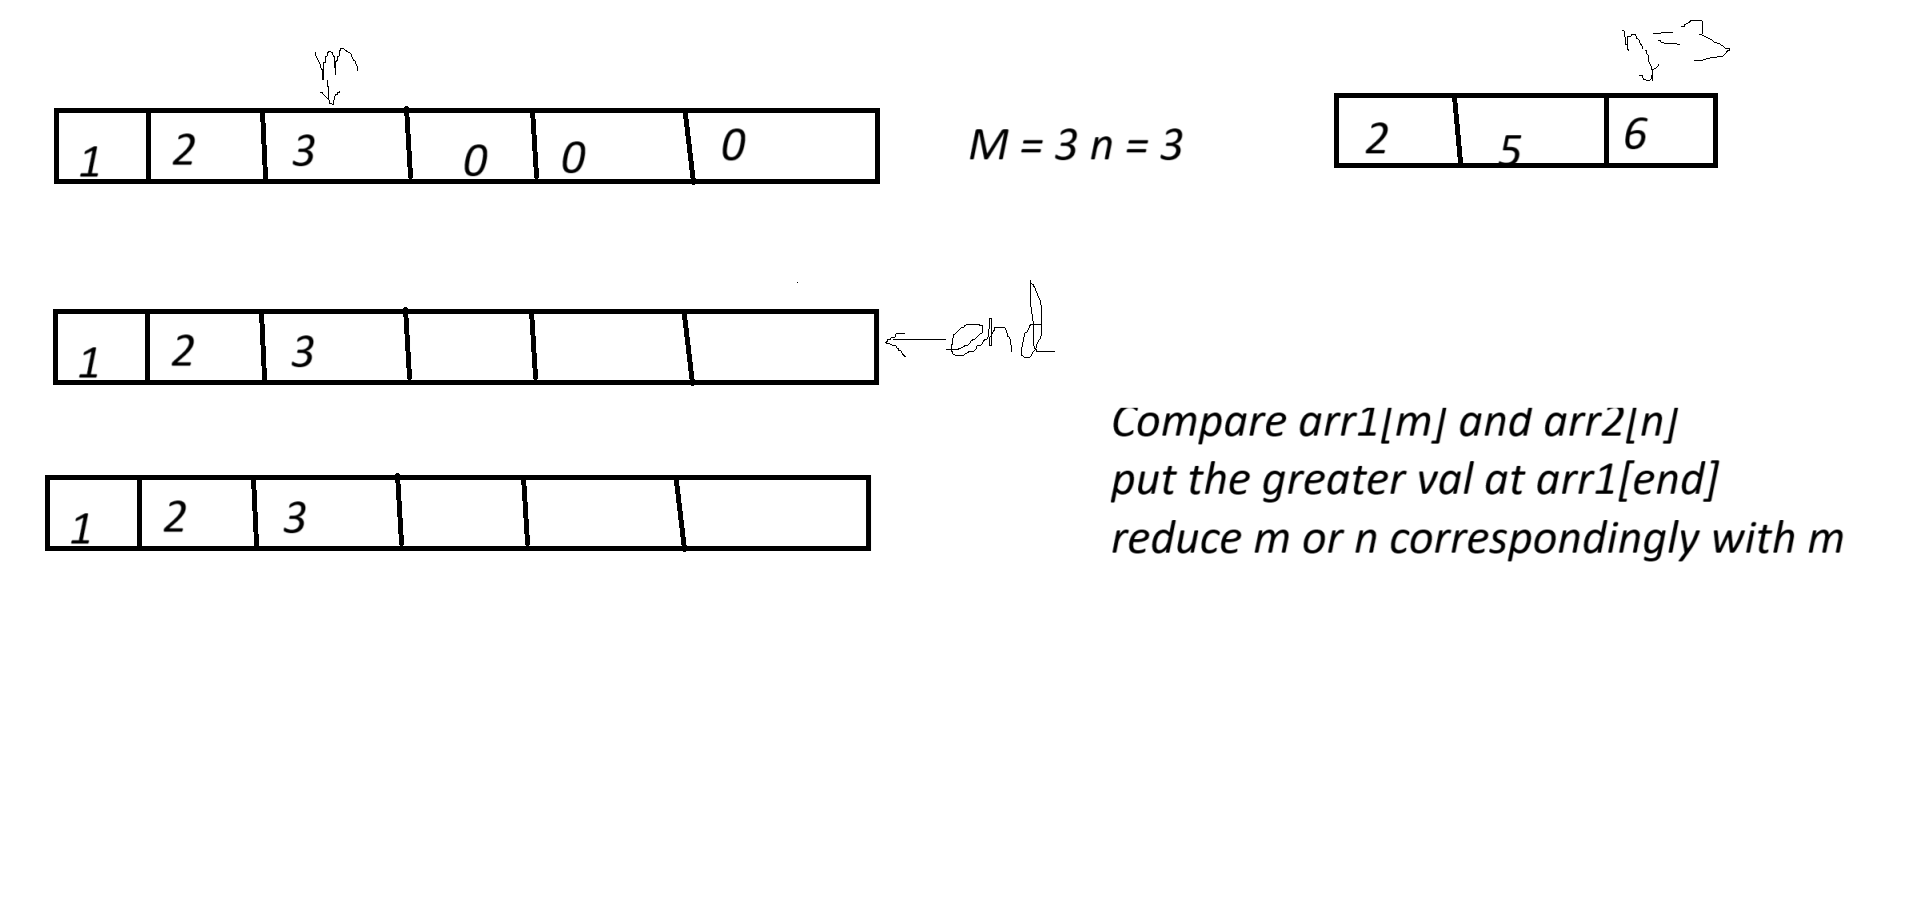 m
n=3
1 2 3 0 0 0
M = 3 n = 3
2 5 6
1 2 3
end
Compare arr1[m] and arr2[n]
put the greater val at arr1[end]
1 2 3
reduce m or n correspondingly with m